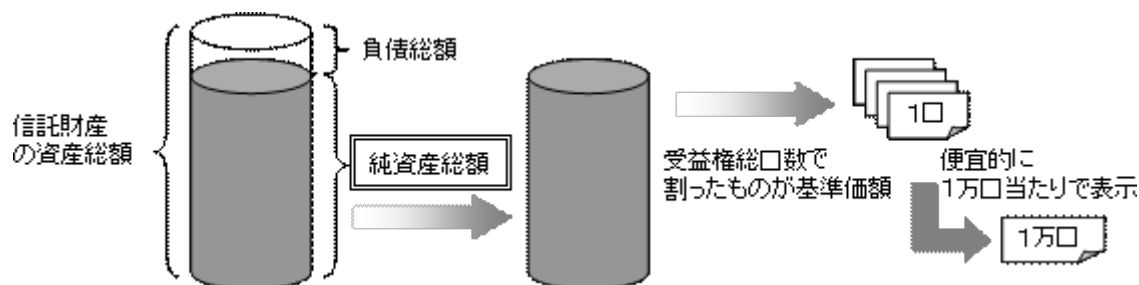 負債総額
信託財産
の資産総額
純資産総額
受益権総口数で
割ったものが基準価額
1口
便宜的に
1万口当たりで表示
1万口